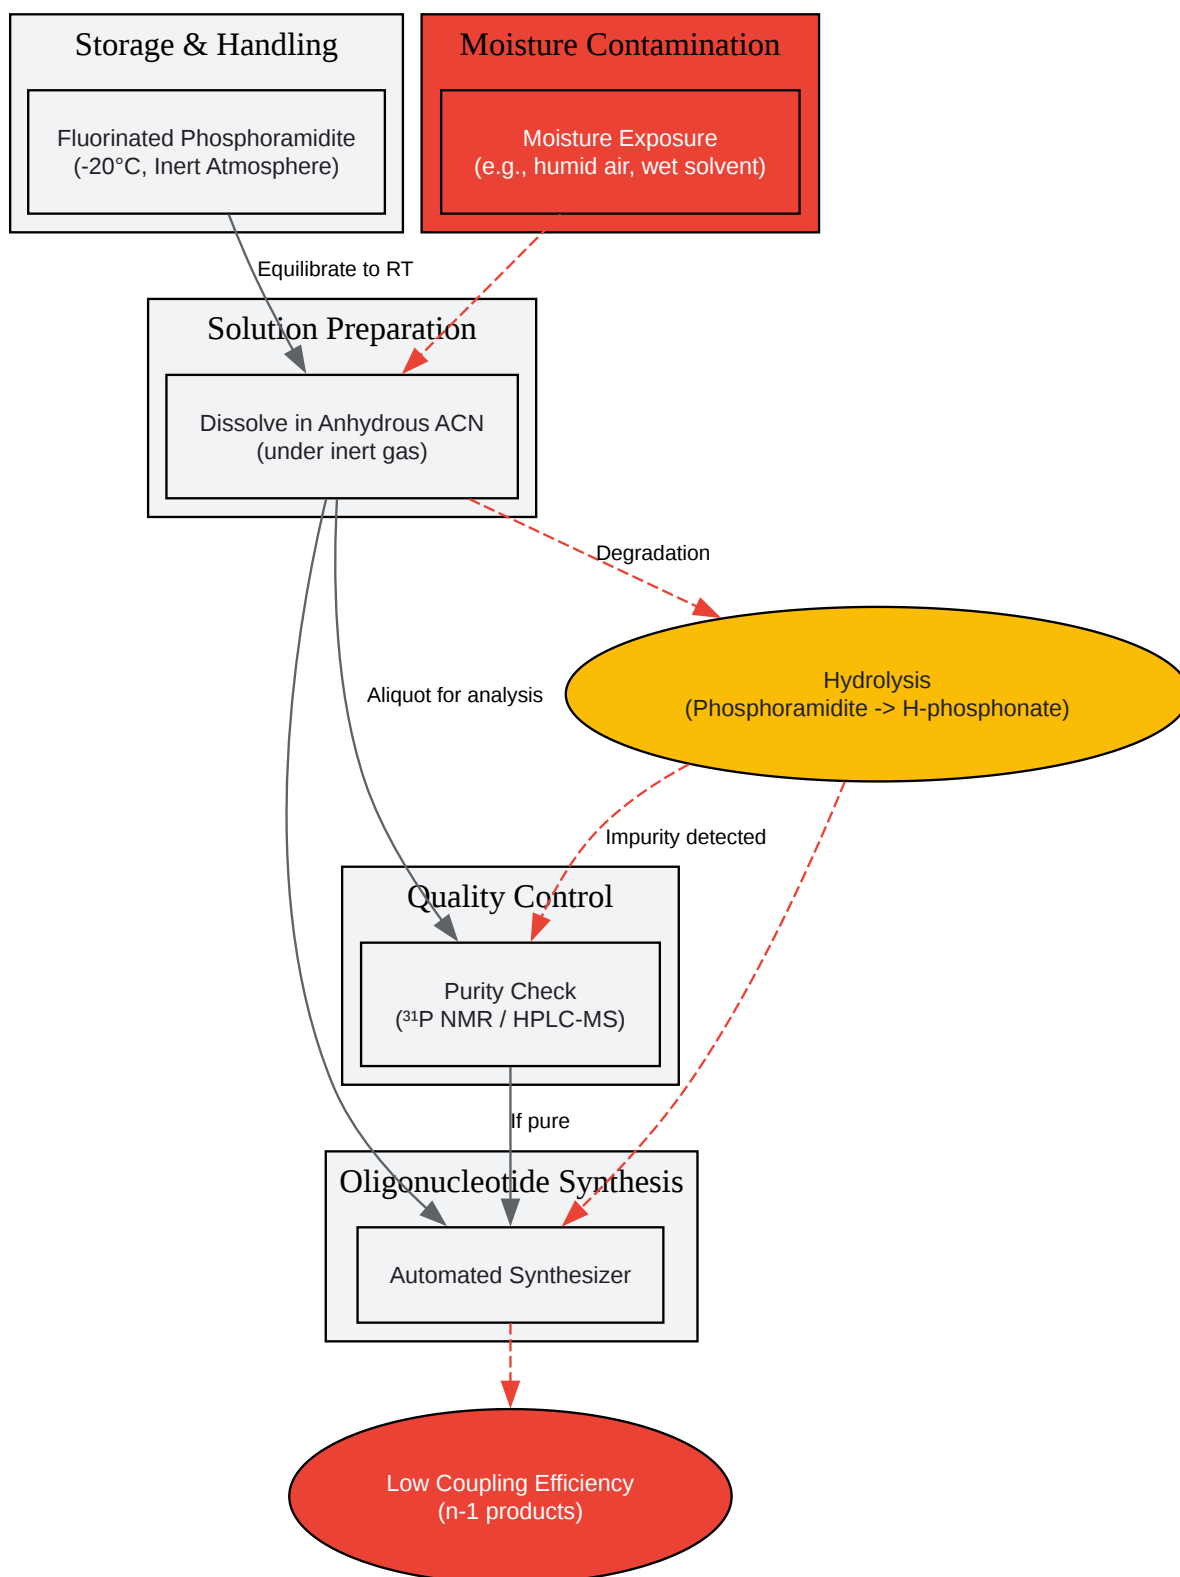 Storage & Handling
Fluorinated Phosphoramidite
(-20°C, Inert Atmosphere)
Moisture Contamination
Moisture Exposure
(e.g., humid air, wet solvent)
Equilibrate to RT
Solution Preparation
Dissolve in Anhydrous ACN
(under inert gas)
Degradation
Aliquot for analysis
Hydrolysis
(Phosphoramidite -> H-phosphonate)
Impurity detected
Quality Control
Purity Check
(³¹P NMR / HPLC-MS)
If pure
Oligonucleotide Synthesis
Automated Synthesizer
Low Coupling Efficiency
(n-1 products)